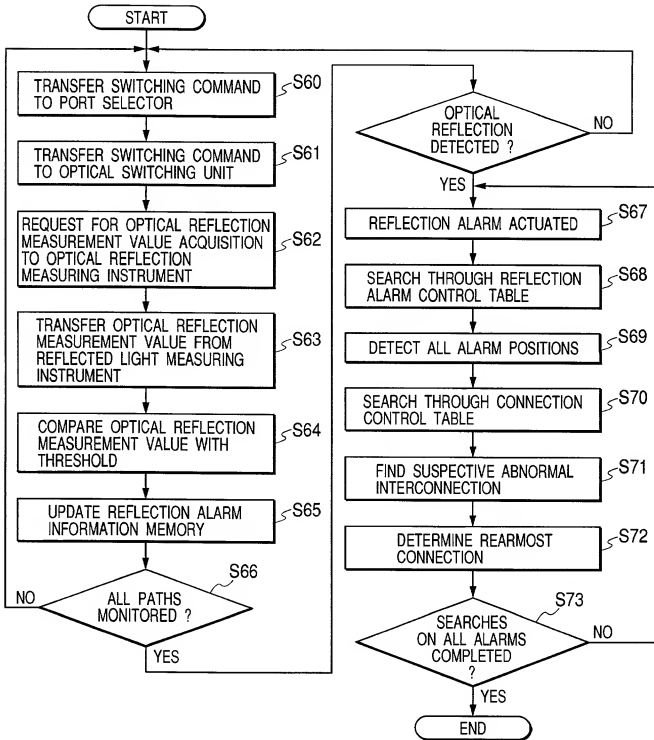 START
TRANSFER SWITCHING COMMAND
TO PORT SELECTOR
S60
TRANSFER SWITCHING COMMAND
TO OPTICAL SWITCHING UNIT
S61
REQUEST FOR OPTICAL REFLECTION
MEASUREMENT VALUE ACQUISITION
TO OPTICAL REFLECTION
MEASURING INSTRUMENT
S62
TRANSFER OPTICAL REFLECTION
MEASUREMENT VALUE FROM
REFLECTED LIGHT MEASURING
INSTRUMENT
S63
COMPARE OPTICAL REFLECTION
MEASUREMENT VALUE WITH
THRESHOLD
S64
UPDATE REFLECTION ALARM
INFORMATION MEMORY
S65
S66
NO
ALL PATHS
MONITORED ?
YES
OPTICAL
REFLECTION
DETECTED ?
NO
YES
REFLECTION ALARM ACTUATED
S67
SEARCH THROUGH REFLECTION
ALARM CONTROL TABLE
S68
DETECT ALL ALARM POSITIONS
S69
SEARCH THROUGH CONNECTION
CONTROL TABLE
S70
FIND SUSPECTIVE ABNORMAL
INTERCONNECTION
S71
DETERMINE REARMOST
CONNECTION
S72
S73
SEARCHES
ON ALL ALARMS
COMPLETED
?
NO
YES
END